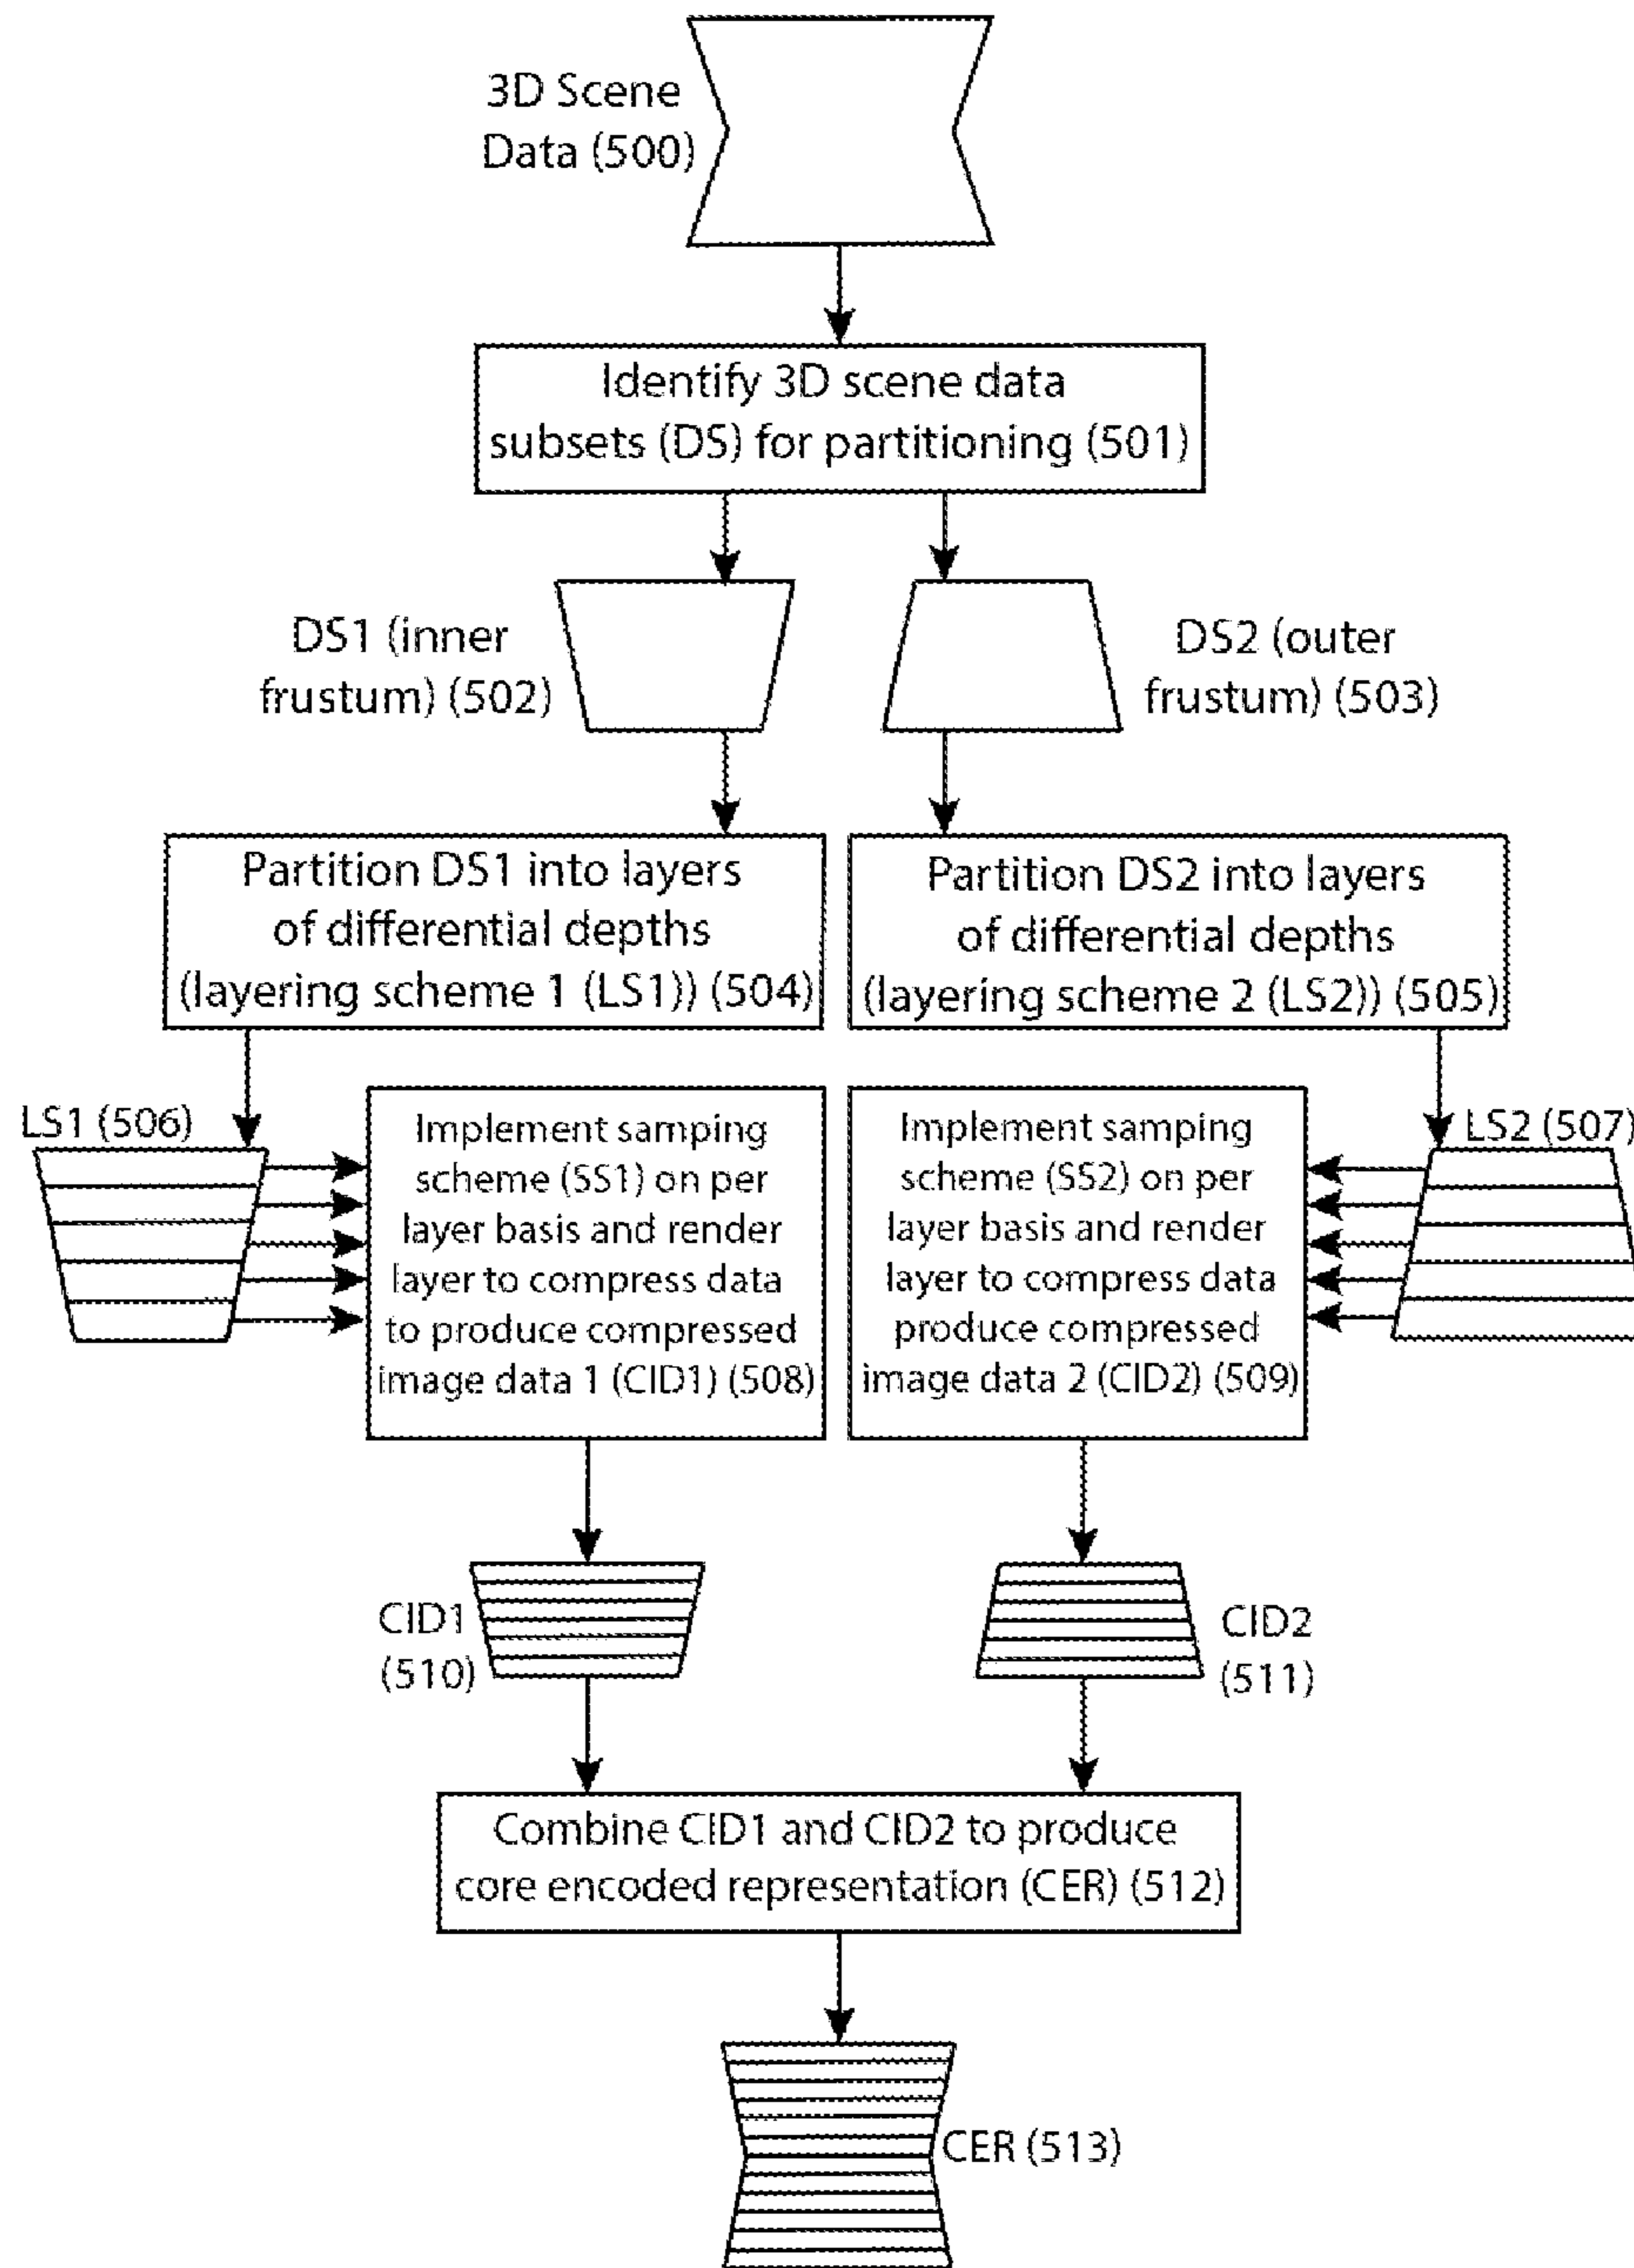 3D Scene
Data (500)
Identify 3D scene data
subsets (DS) for partitioning (501)
DS1 (inner
frustum) (502)
DS2 (outer
frustum) (503)
Partition DS1 into layers
of differential depths
(layering scheme 1 (LS1)) (504)
Partition DS2 into layers
of differential depths
(layering scheme 2 (LS2)) (505)
LS1 (506)
Implement samping
scheme (SS1) on per
layer basis and render
layer to compress data
to produce compressed
image data 1 (CID1) (508)
Implement samping
scheme (SS2) on per
layer basis and render
layer to compress data
produce compressed
image data 2 (CID2) (509)
LS2 (507)
CID1
(510)
CID2
(511)
Combine CID1 and CID2 to produce
core encoded representation (CER) (512)
CER (513)